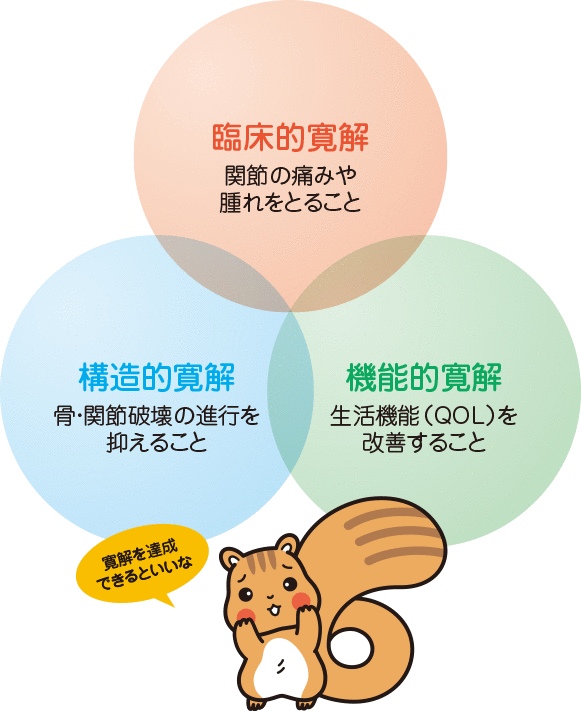 臨床的寛解
関節の痛みや
腫れをとること
構造的寛解
骨・関節破壊の進行を
抑えること
機能的寛解
生活機能（QOL）を
改善すること
寛解を達成
できるといいな